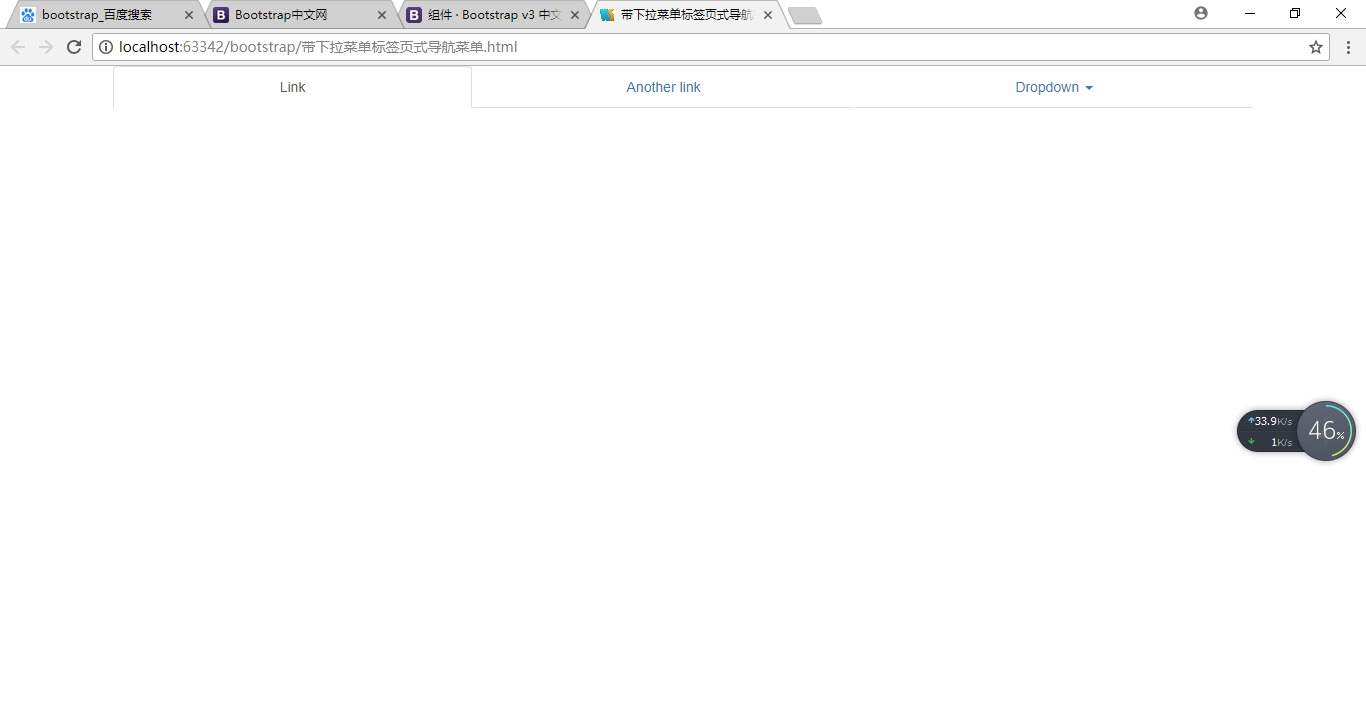 bootstrap_百度搜索
Bootstrap中文网
组件 · Bootstrap v3 中文
带下拉菜单标签页式导航
localhost:63342/bootstrap/带下拉菜单标签页式导航菜单.html
Link
Another link
Dropdown
33.9K/s
1K/s
46%